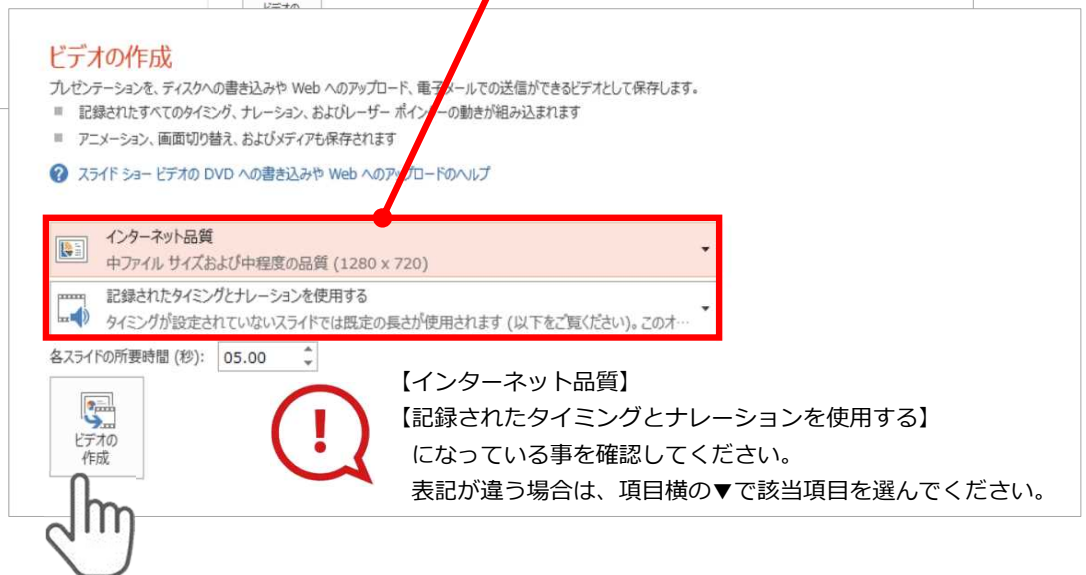 ビデオの
ビデオの作成
プレゼンテーションを、ディスクへの書き込みや Web へのアップロード、電子メールでの送信ができるビデオとして保存します。
記録されたすべてのタイミング、ナレーション、およびレーザー ポインターの動きが組み込まれます
アニメーション、画面切り替え、およびメディアも保存されます
スライド ショー ビデオの DVD への書き込みや Web へのアップロードのヘルプ
インターネット品質
中ファイル サイズおよび中程度の品質 (1280 x 720)
記録されたタイミングとナレーションを使用する
タイミングが設定されていないスライドでは既定の長さが使用されます (以下をご覧ください)。このオ…
各スライドの所要時間 (秒): 05.00
ビデオの
作成
【インターネット品質】
【記録されたタイミングとナレーションを使用する】
になっている事を確認してください。
表記が違う場合は、項目横の▼で該当項目を選んでください。